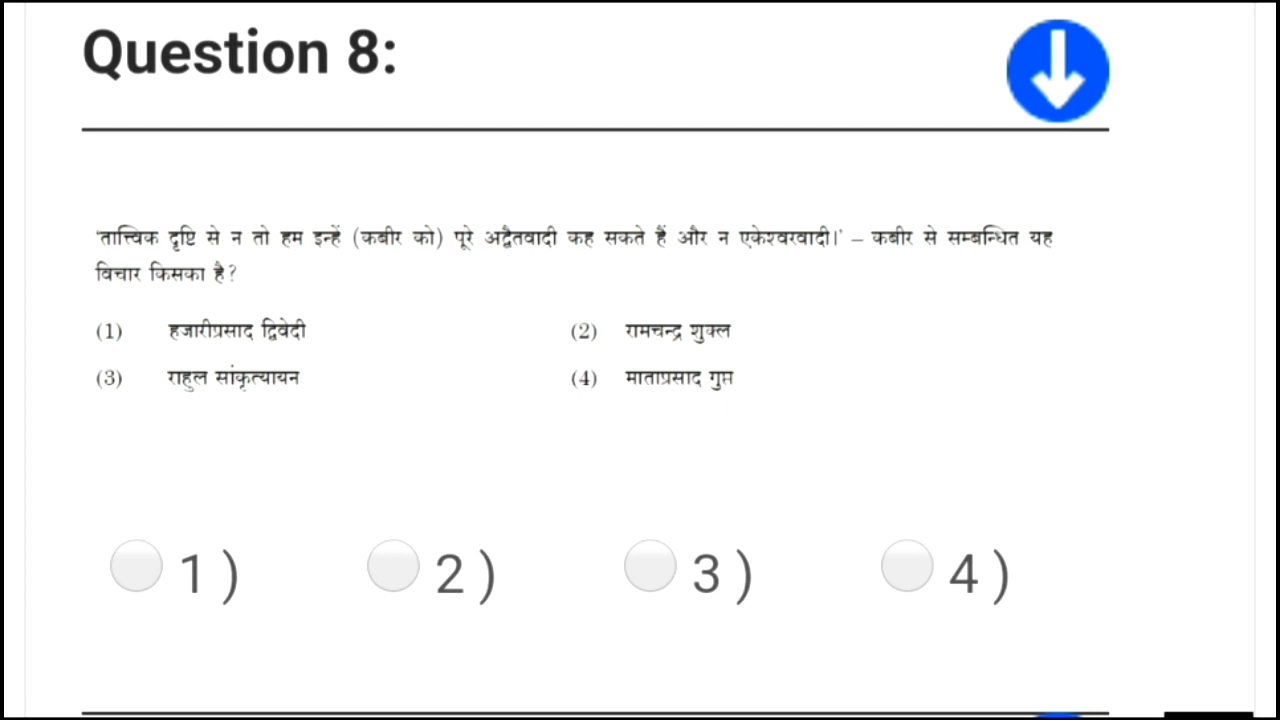 Question 8:
'तात्त्विक दृष्टि से न तो हम इन्हें (कबीर को) पूरे अद्वैतवादी कह सकते हैं और न एकेश्वरवादी।' – कबीर से सम्बन्धित यह
विचार किसका है?
(1) हजारीप्रसाद द्विवेदी (2) रामचन्द्र शुक्ल
(3) राहुल सांकृत्यायन (4) माताप्रसाद गुप्त
1 ) 2 ) 3 ) 4 )